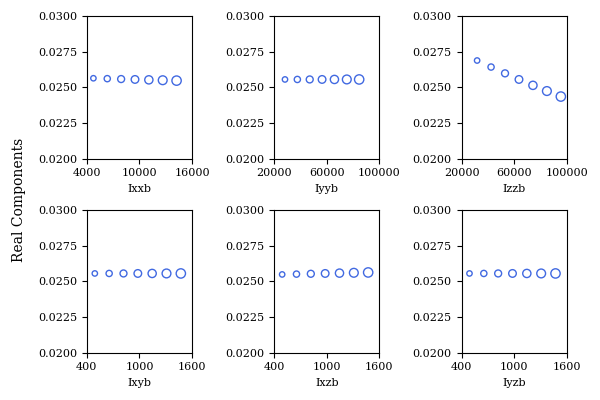 0.0300 0.0300 0.0300
0.0275 0.0275 0.0275
0.0250 0.0250 0.0250
0.0225 0.0225 0.0225
0.0200 0.0200 0.0200
4000 10000 16000 20000 60000 100000 20000 60000 100000
Ixxb Iyyb Izzb
Real Components
0.0300 0.0300 0.0300
0.0275 0.0275 0.0275
0.0250 0.0250 0.0250
0.0225 0.0225 0.0225
0.0200 0.0200 0.0200
400 1000 1600 400 1000 1600 400 1000 1600
Ixyb Ixzb Iyzb